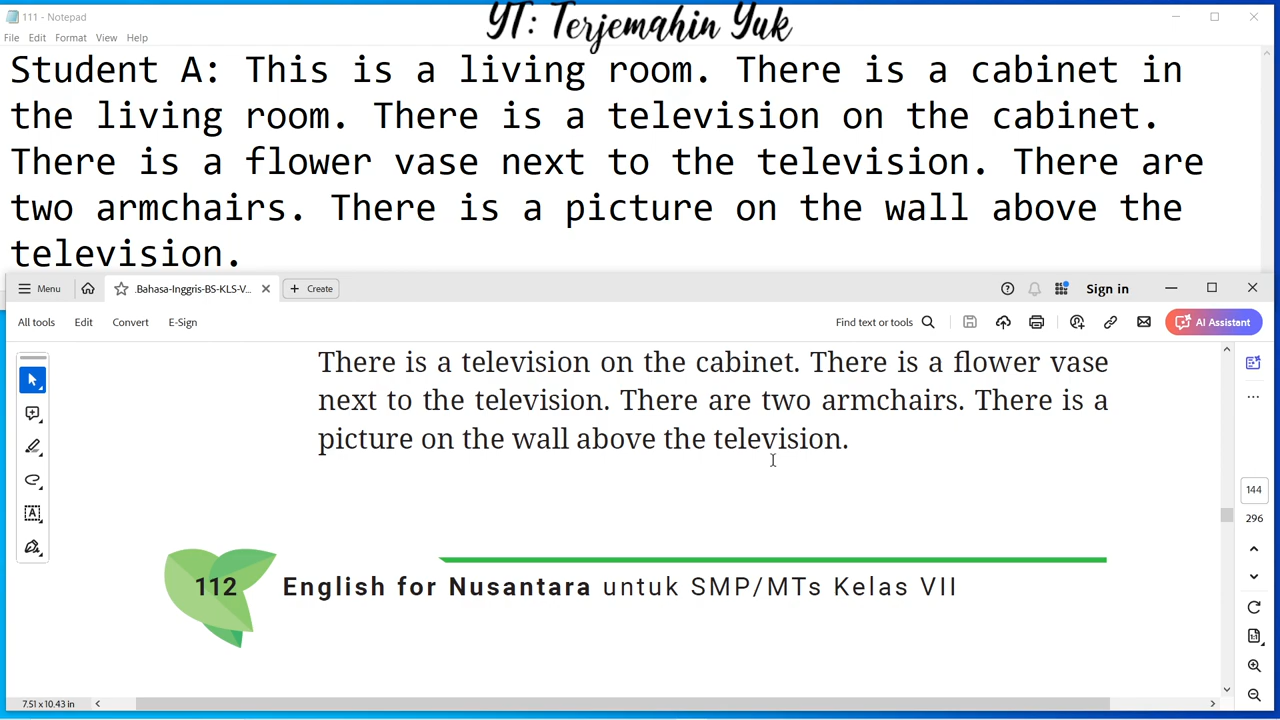 111 - Notepad
YT: Terjemahin Yuk
File Edit Format View Help
Student A: This is a living room. There is a cabinet in
the living room. There is a television on the cabinet.
There is a flower vase next to the television. There are
two armchairs. There is a picture on the wall above the
television.
Menu
.Bahasa-Inggris-BS-KLS-V...
Create
Sign in
All tools Edit Convert E-Sign
Find text or tools
AI Assistant
There is a television on the cabinet. There is a flower vase
next to the television. There are two armchairs. There is a
picture on the wall above the television.
144
296
112 English for Nusantara untuk SMP/MTs Kelas VII
7.51 x 10.43 in